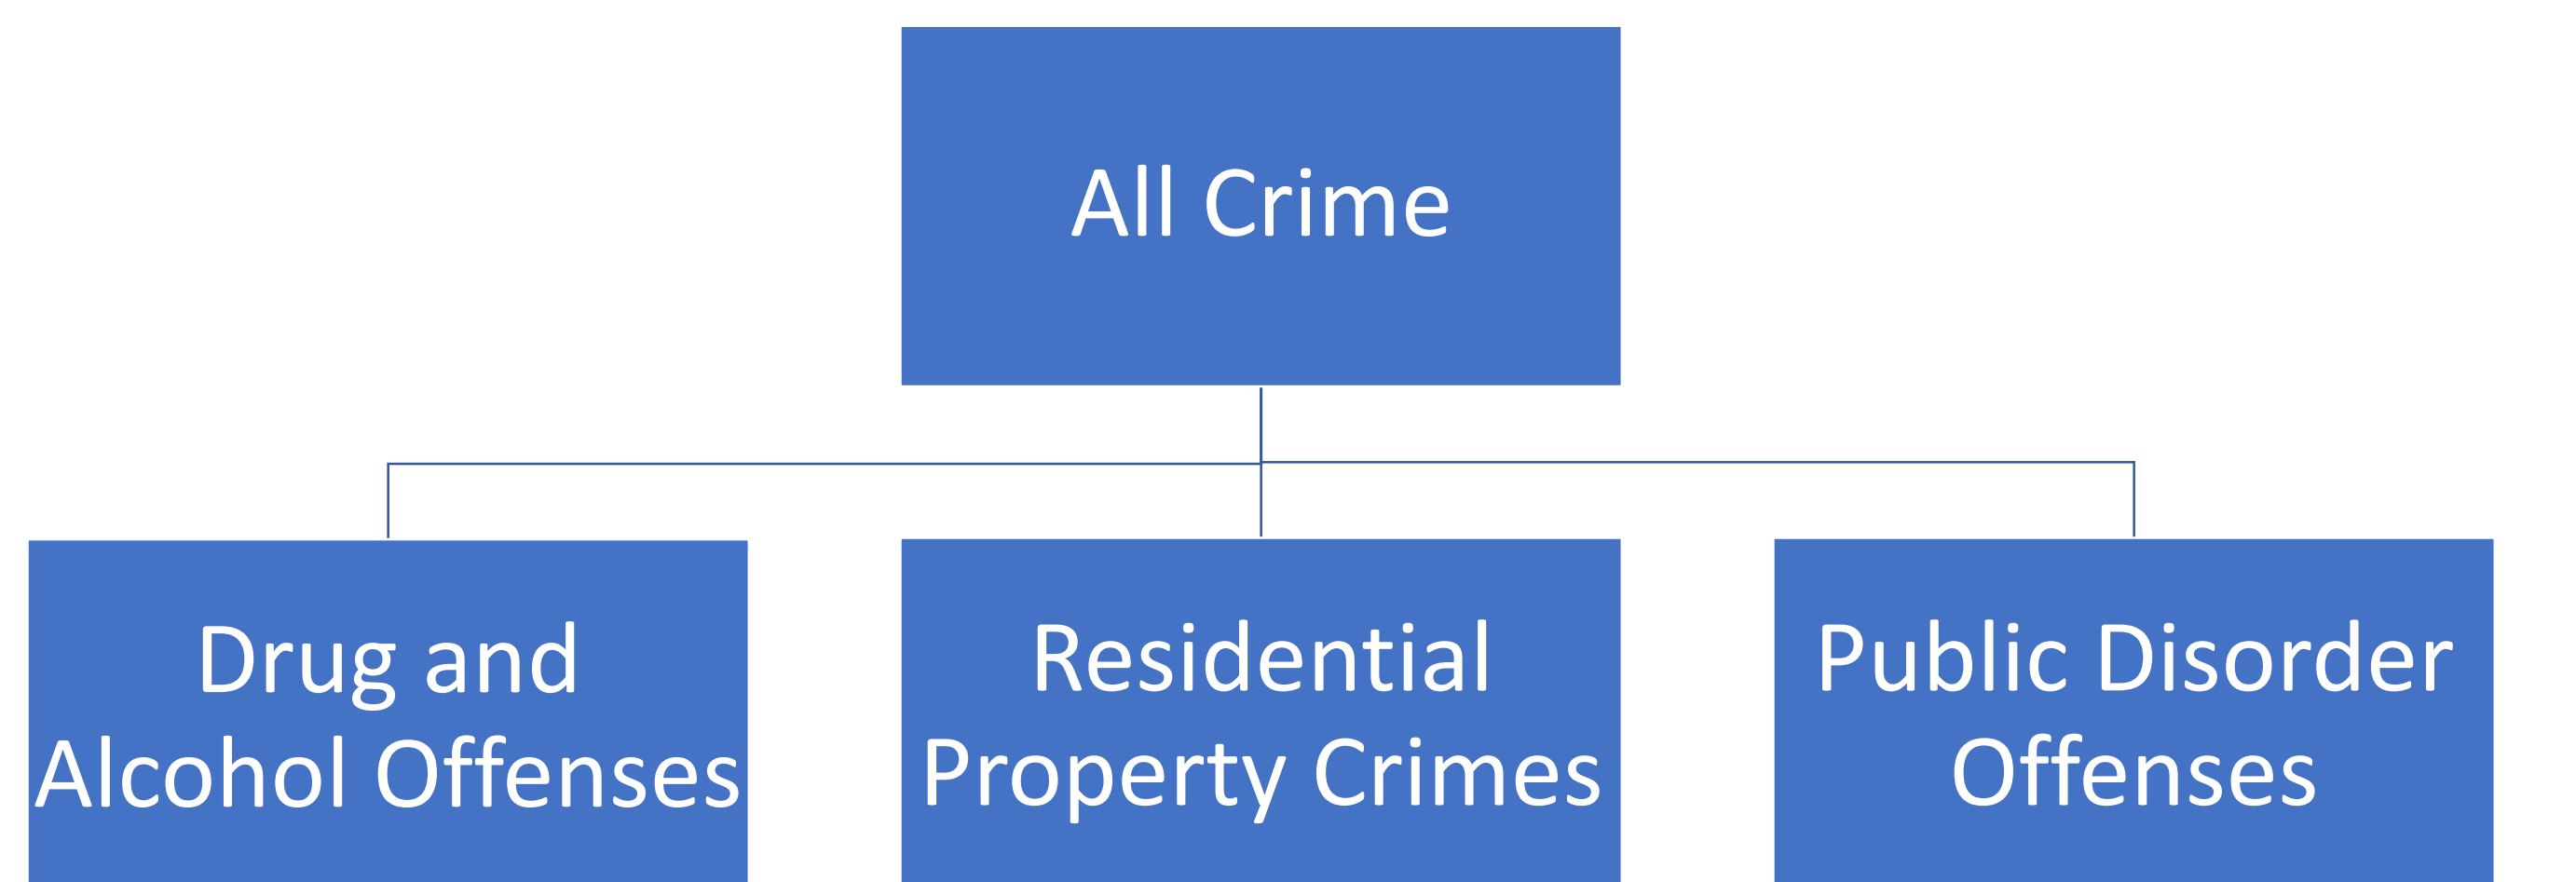 All Crime
Drug and
Alcohol Offenses
Residential
Property Crimes
Public Disorder
Offenses